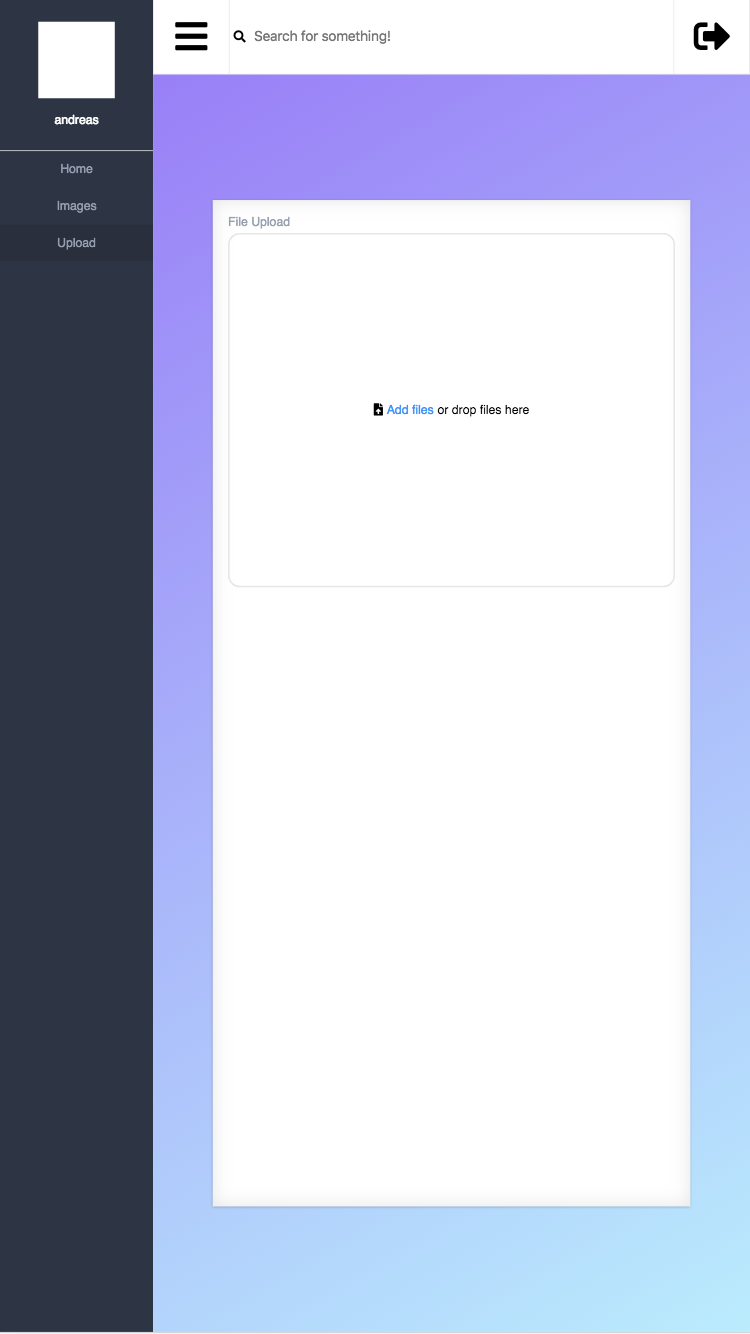 Search for something!
andreas
Home
Images
Upload
File Upload
Add files or drop files here